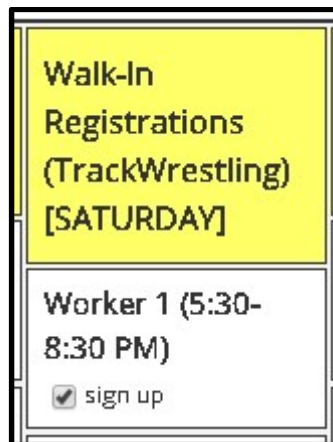 Walk-In
Registrations
(TrackWrestling)
[SATURDAY]
Worker 1 (5:30-
8:30 PM)
sign up